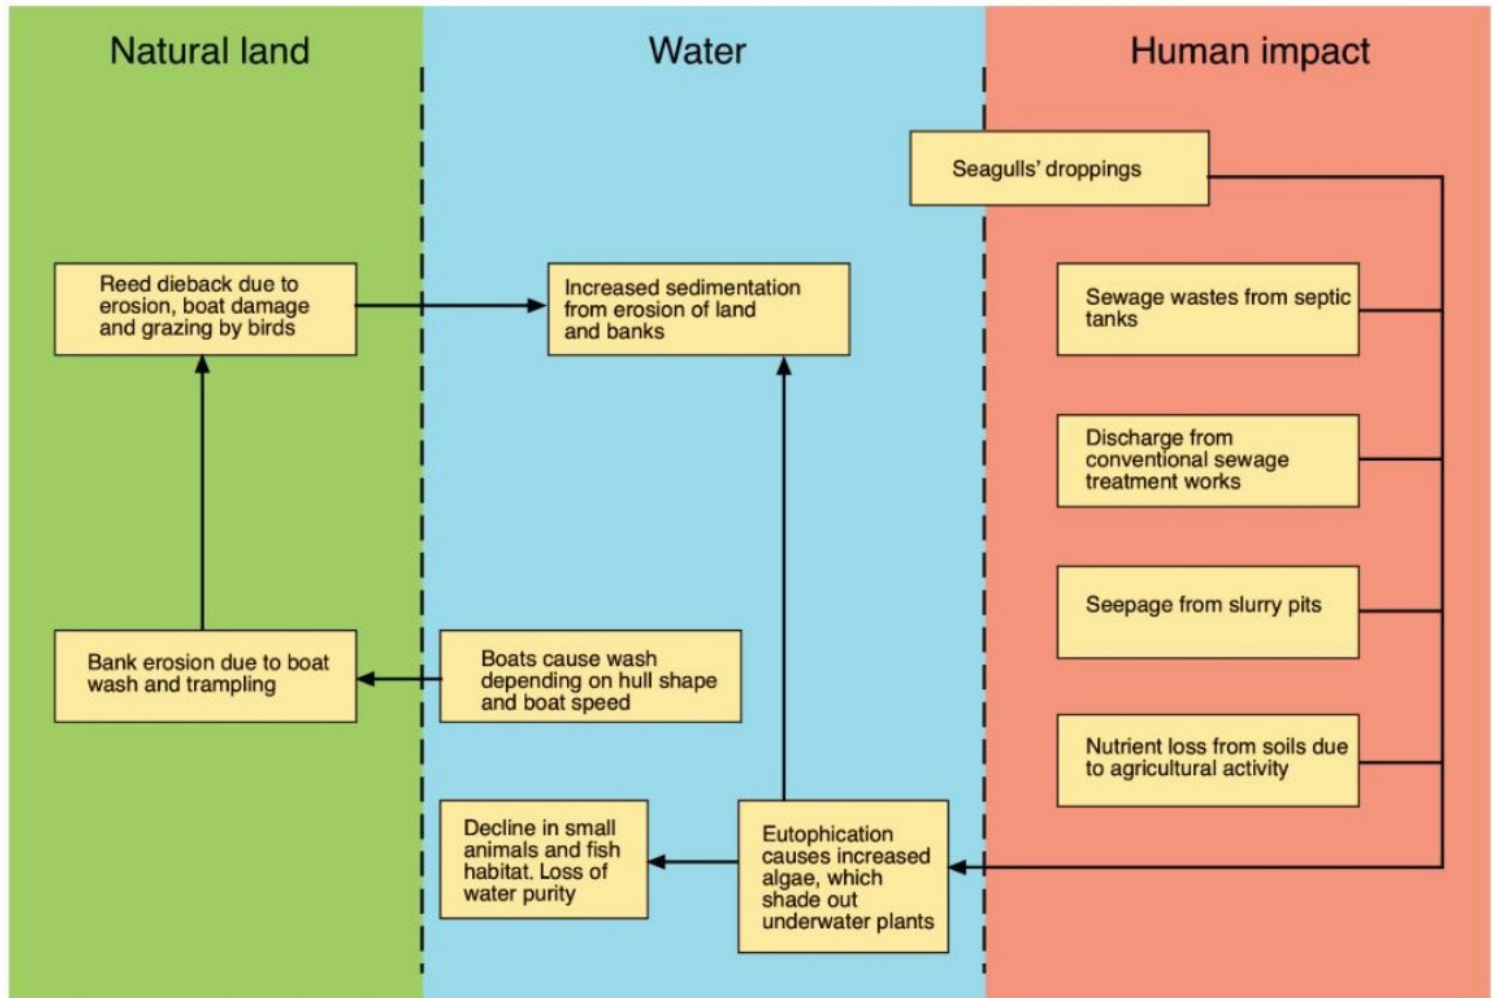 Natural land
Water
Human impact
Seagulls' droppings
Reed dieback due to
erosion, boat damage
and grazing by birds
Increased sedimentation
from erosion of land
and banks
Sewage wastes from septic
tanks
Discharge from
conventional sewage
treatment works
Seepage from slurry pits
Bank erosion due to boat
wash and trampling
Boats cause wash
depending on hull shape
and boat speed
Nutrient loss from soils due
to agricultural activity
Decline in small
animals and fish
habitat. Loss of
water purity
Eutophication
causes increased
algae, which
shade out
underwater plants